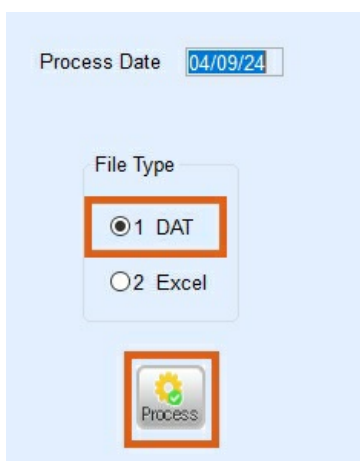 Process Date 04/09/24
File Type
1 DAT
2 Excel
Process